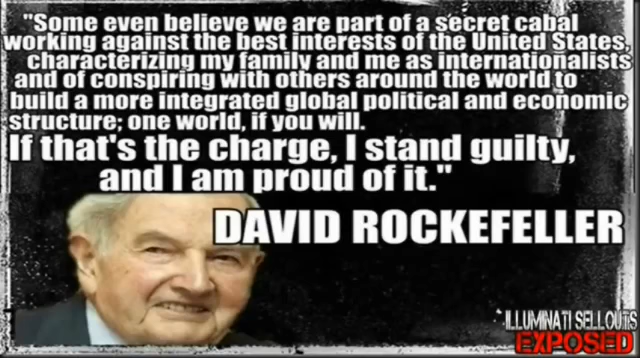 "Some even believe we are part of a secret cabal
working against the best interests of the United States,
characterizing my family and me as internationalists
and of conspiring with others around the world to
build a more integrated global political and economic
structure; one world, if you will.
If that's the charge, I stand guilty,
and I am proud of it."
DAVID ROCKEFELLER
ILLUMINATI SELLOUTS
EXPOSED